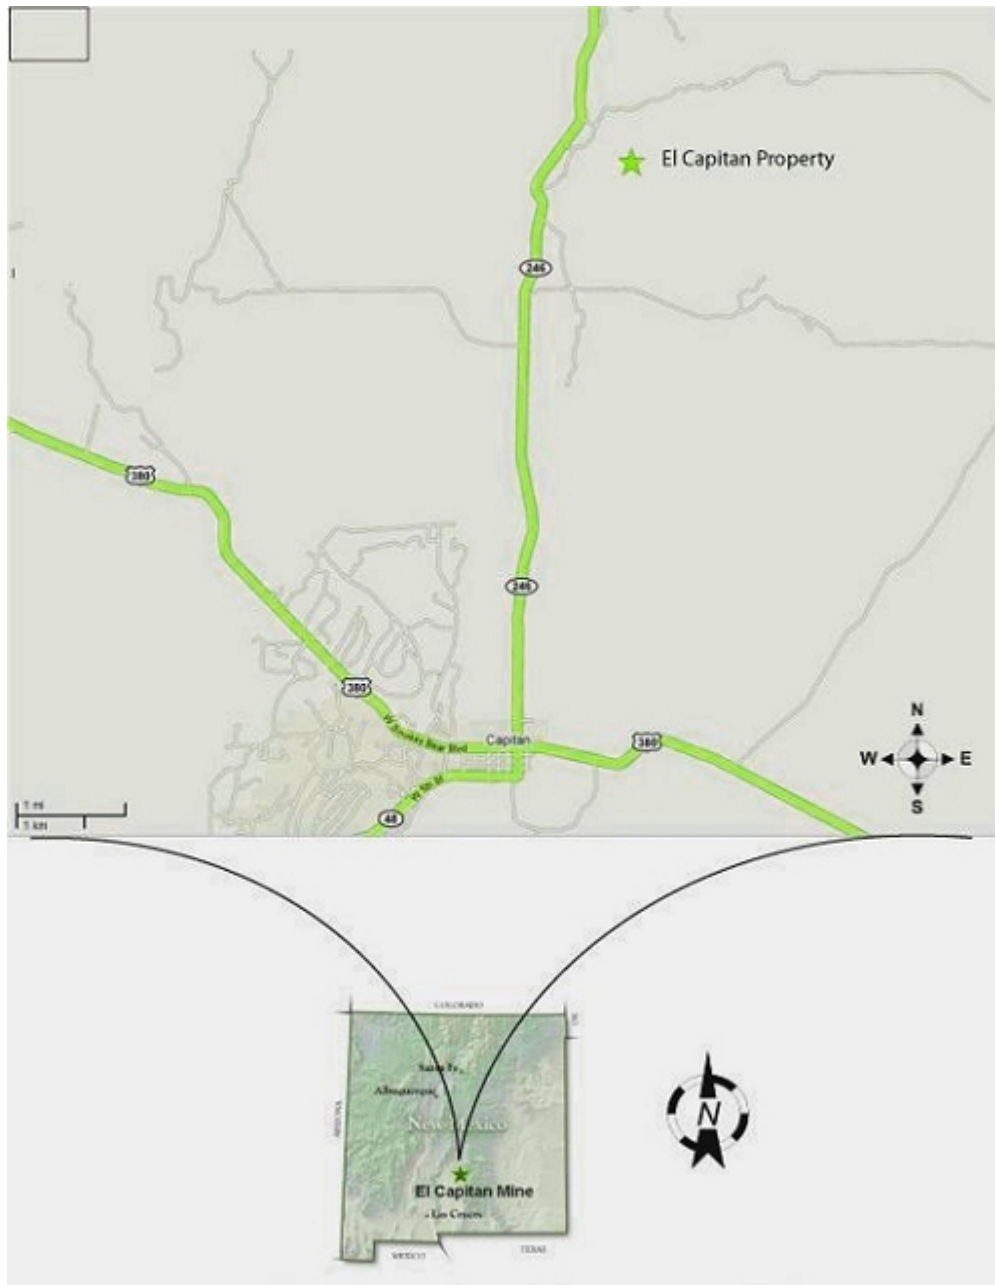 El Capitan Property
246
380
246
380
W Smokey Bear Blvd
Capitan
380
W 5th St
48
N
W
E
S
1 mi
1 km
COLORADO
Santa Fe
Albuquerque
ARIZONA
New Mexico
N
El Capitan Mine
Las Cruces
MEXICO
TEXAS